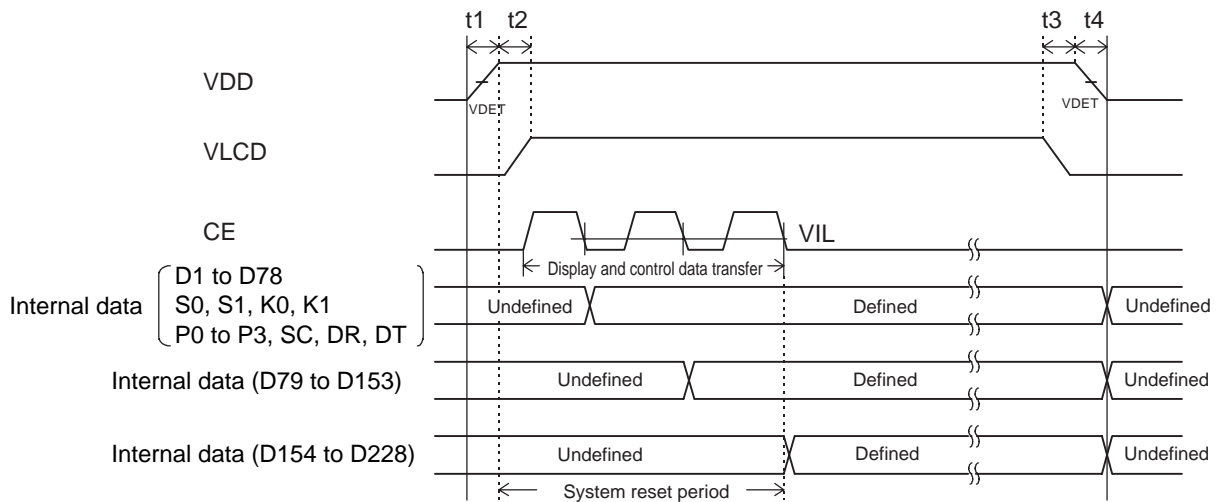 t1 t2 t3 t4
VDD
VDET VDET
VLCD
CE
VIL
Display and control data transfer
D1 to D78
Internal data S0, S1, K0, K1 Undefined Defined Undefined
P0 to P3, SC, DR, DT
Internal data (D79 to D153) Undefined Defined Undefined
Internal data (D154 to D228) Undefined Defined Undefined
System reset period